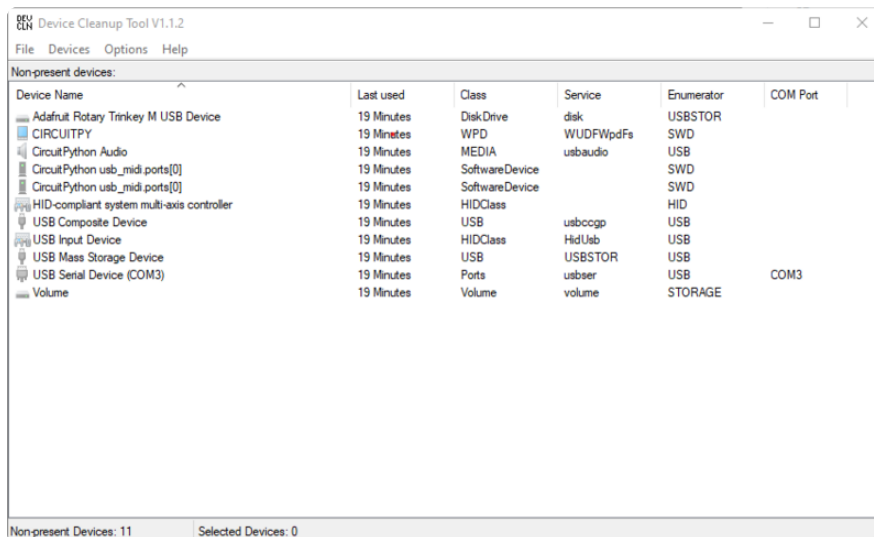 DEV CLN Device Cleanup Tool V1.1.2
File Devices Options Help
Non-present devices:
Device Name Last used Class Service Enumerator COM Port
Adafruit Rotary Trinkey M USB Device 19 Minutes DiskDrive disk USBSTOR
CIRCUITPY 19 Minutes WPD WUDFWpdFs SWD
CircuitPython Audio 19 Minutes MEDIA usbaudio USB
CircuitPython usb_midi.ports[0] 19 Minutes SoftwareDevice SWD
CircuitPython usb_midi.ports[0] 19 Minutes SoftwareDevice SWD
HID-compliant system multi-axis controller 19 Minutes HIDClass HID
USB Composite Device 19 Minutes USB usbccgp USB
USB Input Device 19 Minutes HIDClass HidUsb USB
USB Mass Storage Device 19 Minutes USB USBSTOR USB
USB Serial Device (COM3) 19 Minutes Ports usbser USB COM3
Volume 19 Minutes Volume volume STORAGE
Non-present Devices: 11 Selected Devices: 0